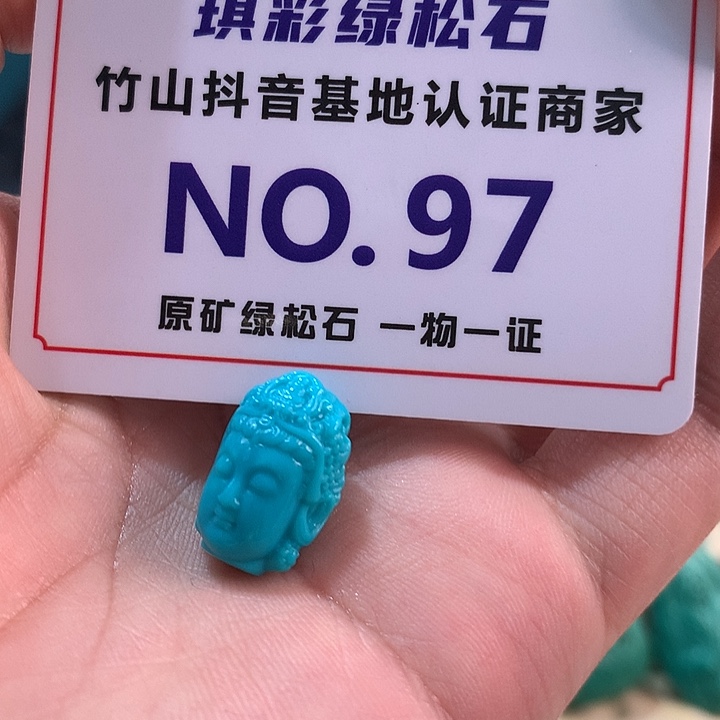 琪彩绿松石
竹山抖音基地认证商家
NO. 97
原矿绿松石 一物一证